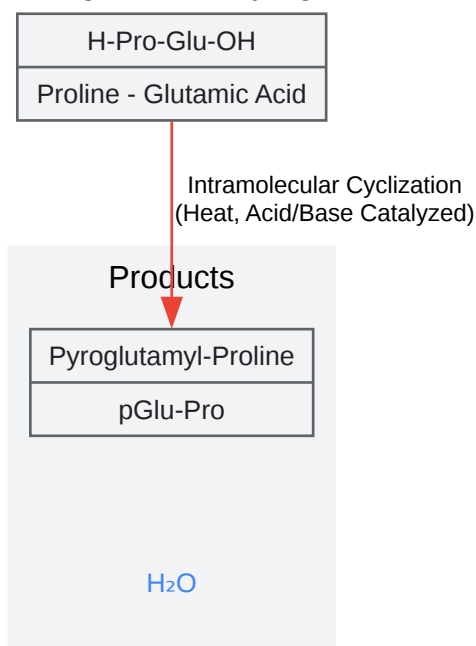 H-Pro-Glu-OH
Proline - Glutamic Acid
Intramolecular Cyclization
(Heat, Acid/Base Catalyzed)
Products
Pyroglutamyl-Proline
pGlu-Pro
H₂O